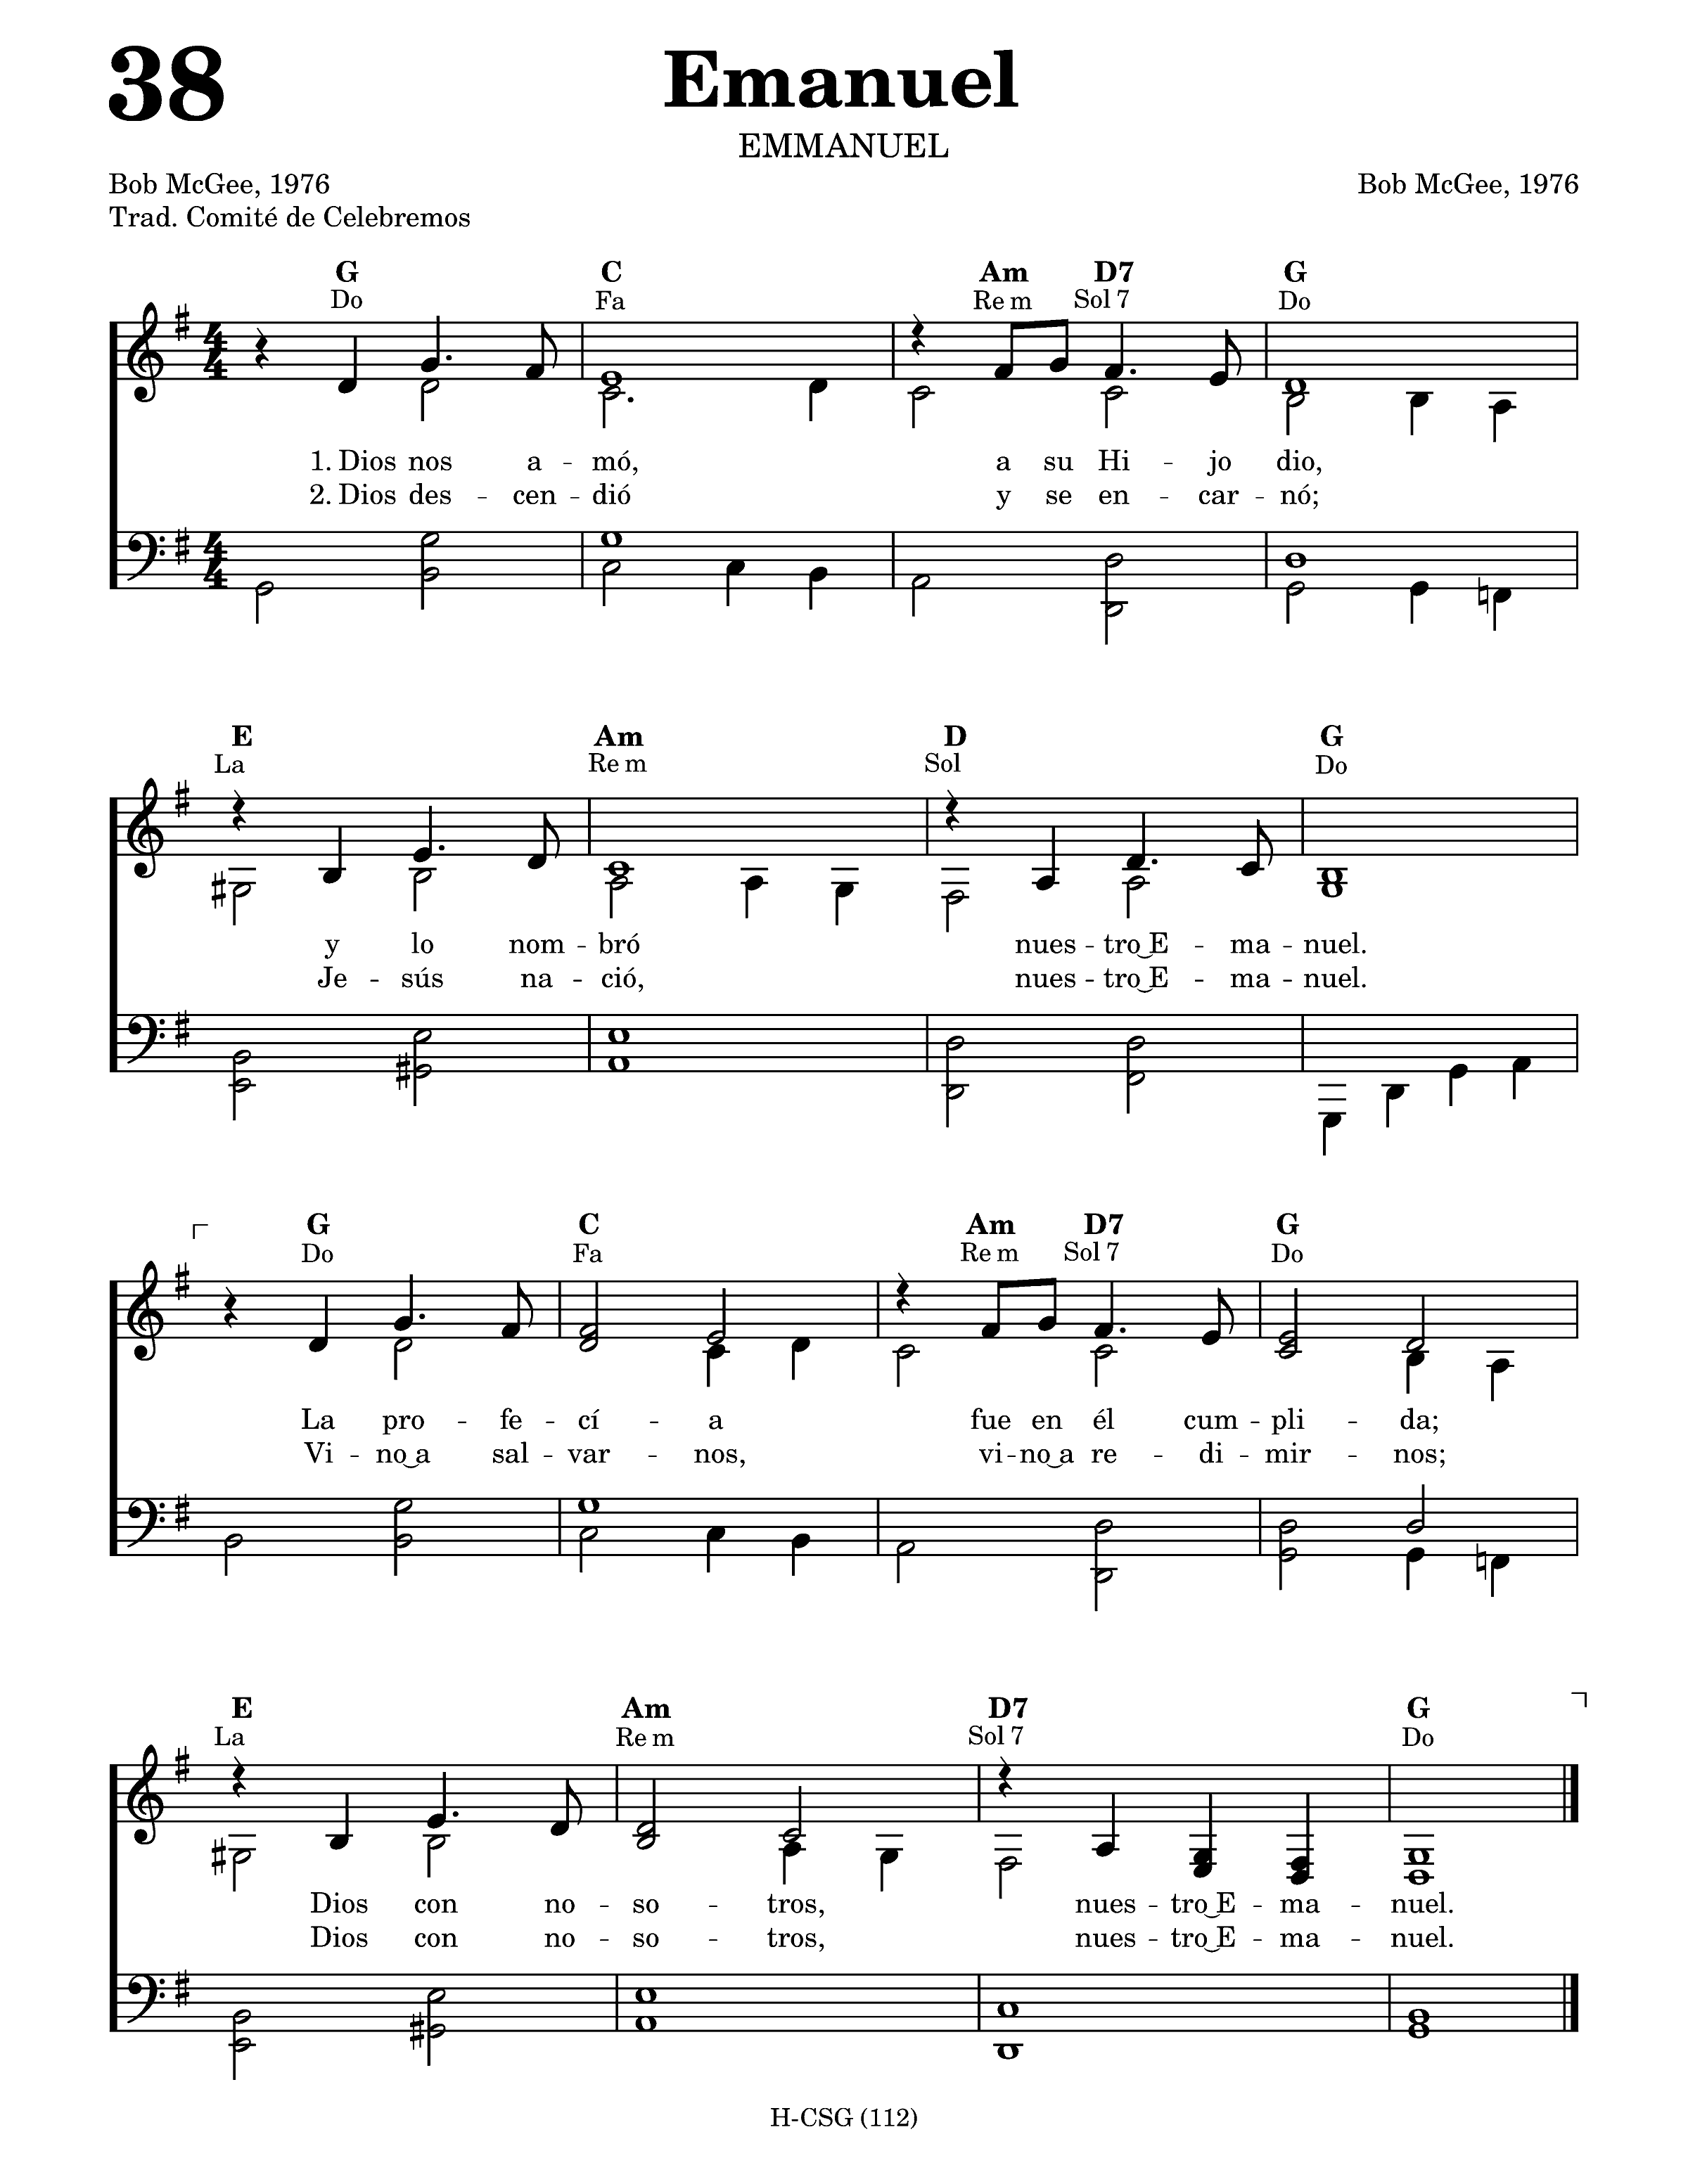 38
Emanuel
EMMANUEL
Bob McGee, 1976 Bob McGee, 1976
Trad. Comité de Celebremos
G C Am D7 G
Do Fa Re m Sol 7 Do
1. Dios nos a - mó, a su Hi - jo dio,
2. Dios des - cen - dió y se en - car - nó;
E Am D G
La Re m Sol Do
y lo nom - bró nues - tro‿E - ma - nuel.
Je - sús na - ció, nues - tro‿E - ma - nuel.
G C Am D7 G
Do Fa Re m Sol 7 Do
La pro - fe - cí - a fue en él cum - pli - da;
Vi - no‿a sal - var - nos, vi - no‿a re - di - mir - nos;
E Am D7 G
La Re m Sol 7 Do
Dios con no - so - tros, nues - tro‿E - ma - nuel.
Dios con no - so - tros, nues - tro‿E - ma - nuel.
H-CSG (112)